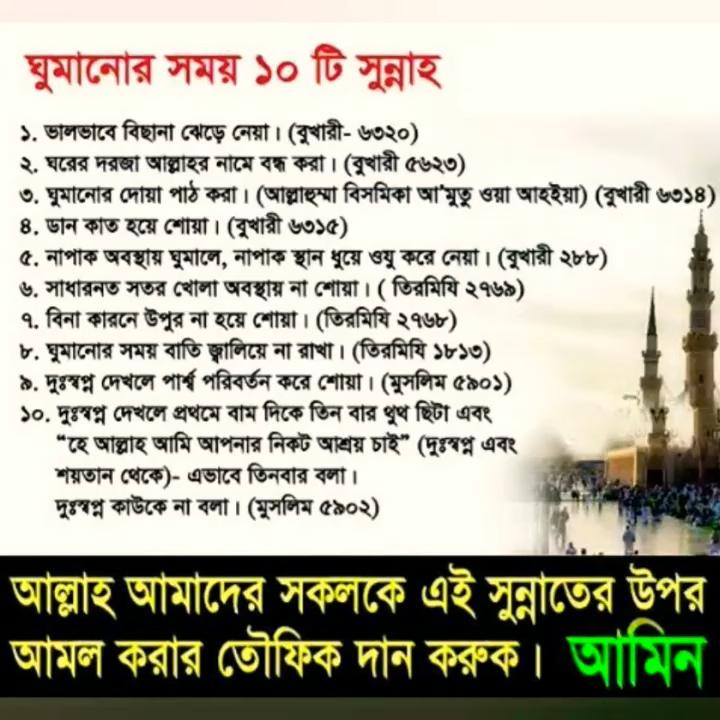 ঘুমানোর সময় ১০ টি সুন্নাহ
১. ভালভাবে বিছানা ঝেড়ে নেয়া। (বুখারী- ৬৩২০)
২. ঘরের দরজা আল্লাহর নামে বন্ধ করা। (বুখারী ৫৬২৩)
৩. ঘুমানোর দোয়া পাঠ করা। (আল্লাহুম্মা বিসমিকা আ'মুতু ওয়া আহইয়া) (বুখারী ৬৩১৪)
৪. ডান কাত হয়ে শোয়া। (বুখারী ৬৩১৫)
৫. নাপাক অবস্থায় ঘুমালে, নাপাক স্থান ধুয়ে ওযু করে নেয়া। (বুখারী ২৮৮)
৬. সাধারনত সতর খোলা অবস্থায় না শোয়া। ( তিরমিযি ২৭৬৯)
৭. বিনা কারনে উপুর না হয়ে শোয়া। (তিরমিযি ২৭৬৮)
৮. ঘুমানোর সময় বাতি জ্বালিয়ে না রাখা। (তিরমিযি ১৮১৩)
৯. দুঃস্বপ্ন দেখলে পার্শ্ব পরিবর্তন করে শোয়া। (মুসলিম ৫৯০১)
১০. দুঃস্বপ্ন দেখলে প্রথমে বাম দিকে তিন বার থুথ ছিটা এবং
“হে আল্লাহ আমি আপনার নিকট আশ্রয় চাই” (দুঃস্বপ্ন এবং
শয়তান থেকে)- এভাবে তিনবার বলা।
দুঃস্বপ্ন কাউকে না বলা। (মুসলিম ৫৯০২)
আল্লাহ আমাদের সকলকে এই সুন্নাতের উপর
আমল করার তৌফিক দান করুক। আমিন